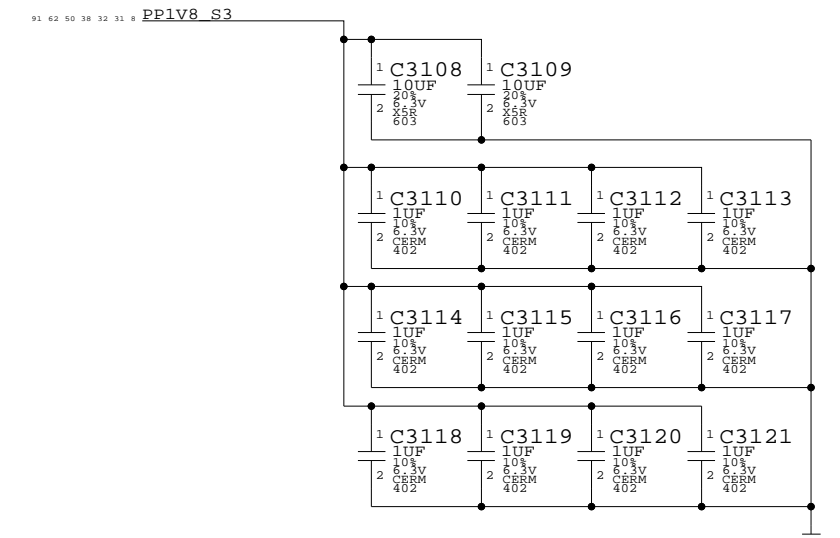 91 62 50 38 32 31 8 PP1V8_S3
1 C3108 1 C3109
10UF 10UF
20% 20%
6.3V 6.3V
2 X5R 2 X5R
603 603
1 C3110 1 C3111 1 C3112 1 C3113
1UF 1UF 1UF 1UF
10% 10% 10% 10%
6.3V 6.3V 6.3V 6.3V
2 CERM 2 CERM 2 CERM 2 CERM
402 402 402 402
1 C3114 1 C3115 1 C3116 1 C3117
1UF 1UF 1UF 1UF
10% 10% 10% 10%
6.3V 6.3V 6.3V 6.3V
2 CERM 2 CERM 2 CERM 2 CERM
402 402 402 402
1 C3118 1 C3119 1 C3120 1 C3121
1UF 1UF 1UF 1UF
10% 10% 10% 10%
6.3V 6.3V 6.3V 6.3V
2 CERM 2 CERM 2 CERM 2 CERM
402 402 402 402